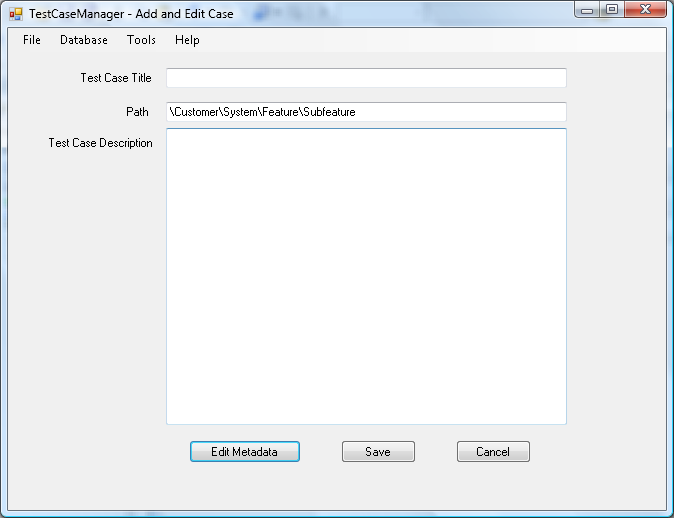 TestCaseManager - Add and Edit Case
File Database Tools Help
Test Case Title
Path \Customer\System\Feature\Subfeature
Test Case Description
Edit Metadata Save Cancel